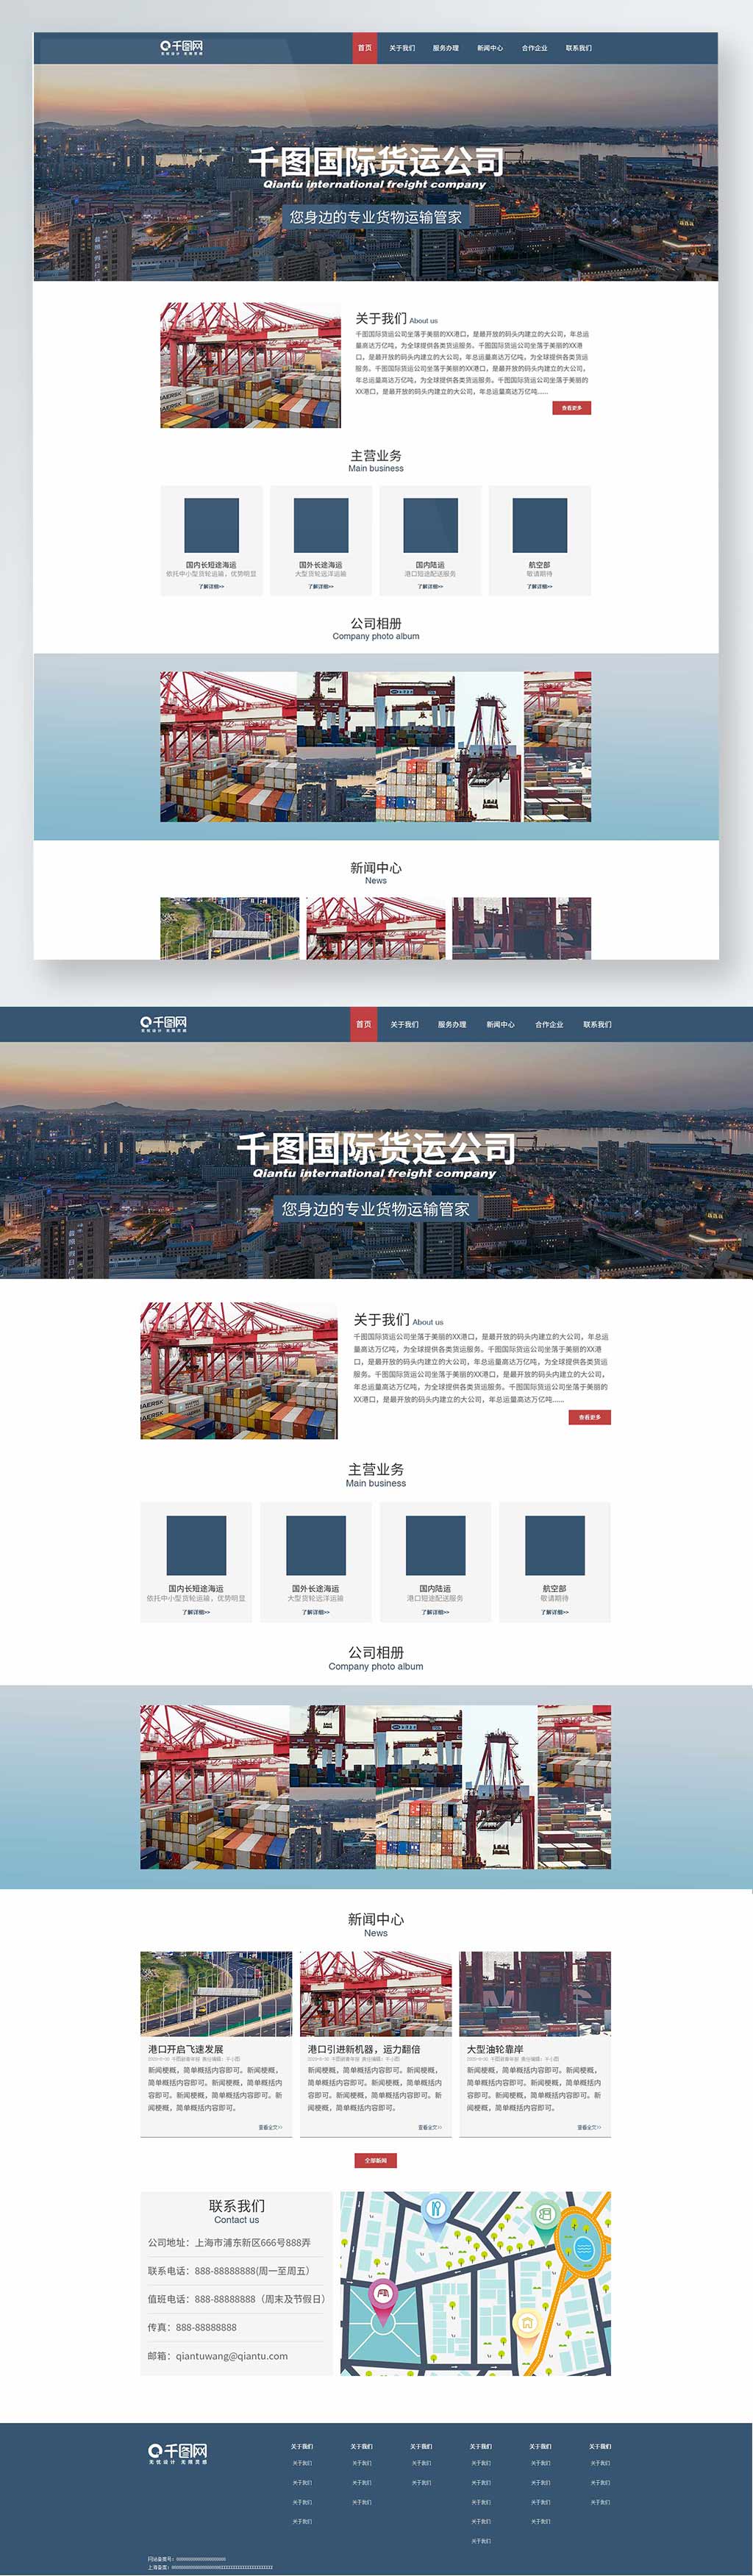 千图网
首页
关于我们
服务办理
新闻中心
合作企业
联系我们
千图国际货运公司
Qiantu international freight company
您身边的专业货物运输管家
关于我们 About us
千图国际货运公司坐落于美丽的XX港口，是最开放的码头内建立的大公司，年总运
量高达万亿吨，为全球提供各类货运服务。千图国际货运公司坐落于美丽的XX港
口，是最开放的码头内建立的大公司，年总运量高达万亿吨，为全球提供各类货运
服务。千图国际货运公司坐落于美丽的XX港口，是最开放的码头内建立的大公司，
年总运量高达万亿吨，为全球提供各类货运服务。千图国际货运公司坐落于美丽的
XX港口，是最开放的码头内建立的大公司，年总运量高达万亿吨......
查看更多
主营业务
Main business
国内长短途海运
依托中小型货轮运输，优势明显
了解详细>>
国外长途海运
大型货轮远洋运输
了解详细>>
国内陆运
港口短途配送服务
了解详细>>
航空部
敬请期待
了解详细>>
公司相册
Company photo album
新闻中心
News
千图网
无忧设计 无限灵感
首页
关于我们
服务办理
新闻中心
合作企业
联系我们
千图国际货运公司
Qiantu international freight company
您身边的专业货物运输管家
关于我们 About us
千图国际货运公司坐落于美丽的XX港口，是最开放的码头内建立的大公司，年总运
量高达万亿吨，为全球提供各类货运服务。千图国际货运公司坐落于美丽的XX港
口，是最开放的码头内建立的大公司，年总运量高达万亿吨，为全球提供各类货运
服务。千图国际货运公司坐落于美丽的XX港口，是最开放的码头内建立的大公司，
年总运量高达万亿吨，为全球提供各类货运服务。千图国际货运公司坐落于美丽的
XX港口，是最开放的码头内建立的大公司，年总运量高达万亿吨......
查看更多
主营业务
Main business
国内长短途海运
依托中小型货轮运输，优势明显
了解详细>>
国外长途海运
大型货轮远洋运输
了解详细>>
国内陆运
港口短途配送服务
了解详细>>
航空部
敬请期待
了解详细>>
公司相册
Company photo album
新闻中心
News
港口开启飞速发展
新闻梗概，简单概括内容即可。新闻梗概，
简单概括内容即可。新闻梗概，简单概括内
容即可。新闻梗概，简单概括内容即可。新
闻梗概，简单概括内容即可。
查看全文>>
港口引进新机器，运力翻倍
新闻梗概，简单概括内容即可。新闻梗概，
简单概括内容即可。新闻梗概，简单概括内
容即可。新闻梗概，简单概括内容即可。新
闻梗概，简单概括内容即可。
查看全文>>
大型油轮靠岸
新闻梗概，简单概括内容即可。新闻梗概，
简单概括内容即可。新闻梗概，简单概括内
容即可。新闻梗概，简单概括内容即可。新
闻梗概，简单概括内容即可。
查看全文>>
全部新闻
联系我们
Contact us
公司地址：上海市浦东新区666号888弄
联系电话：888-88888888(周一至周五）
值班电话：888-88888888（周末及节假日）
传真：888-88888888
邮箱：qiantuwang@qiantu.com
千图网
无忧设计 无限灵感
关于我们 关于我们 关于我们 关于我们 关于我们 关于我们
关于我们 关于我们 关于我们 关于我们 关于我们 关于我们
关于我们 关于我们 关于我们 关于我们 关于我们 关于我们
关于我们 关于我们 关于我们 关于我们 关于我们
关于我们 关于我们 关于我们
关于我们